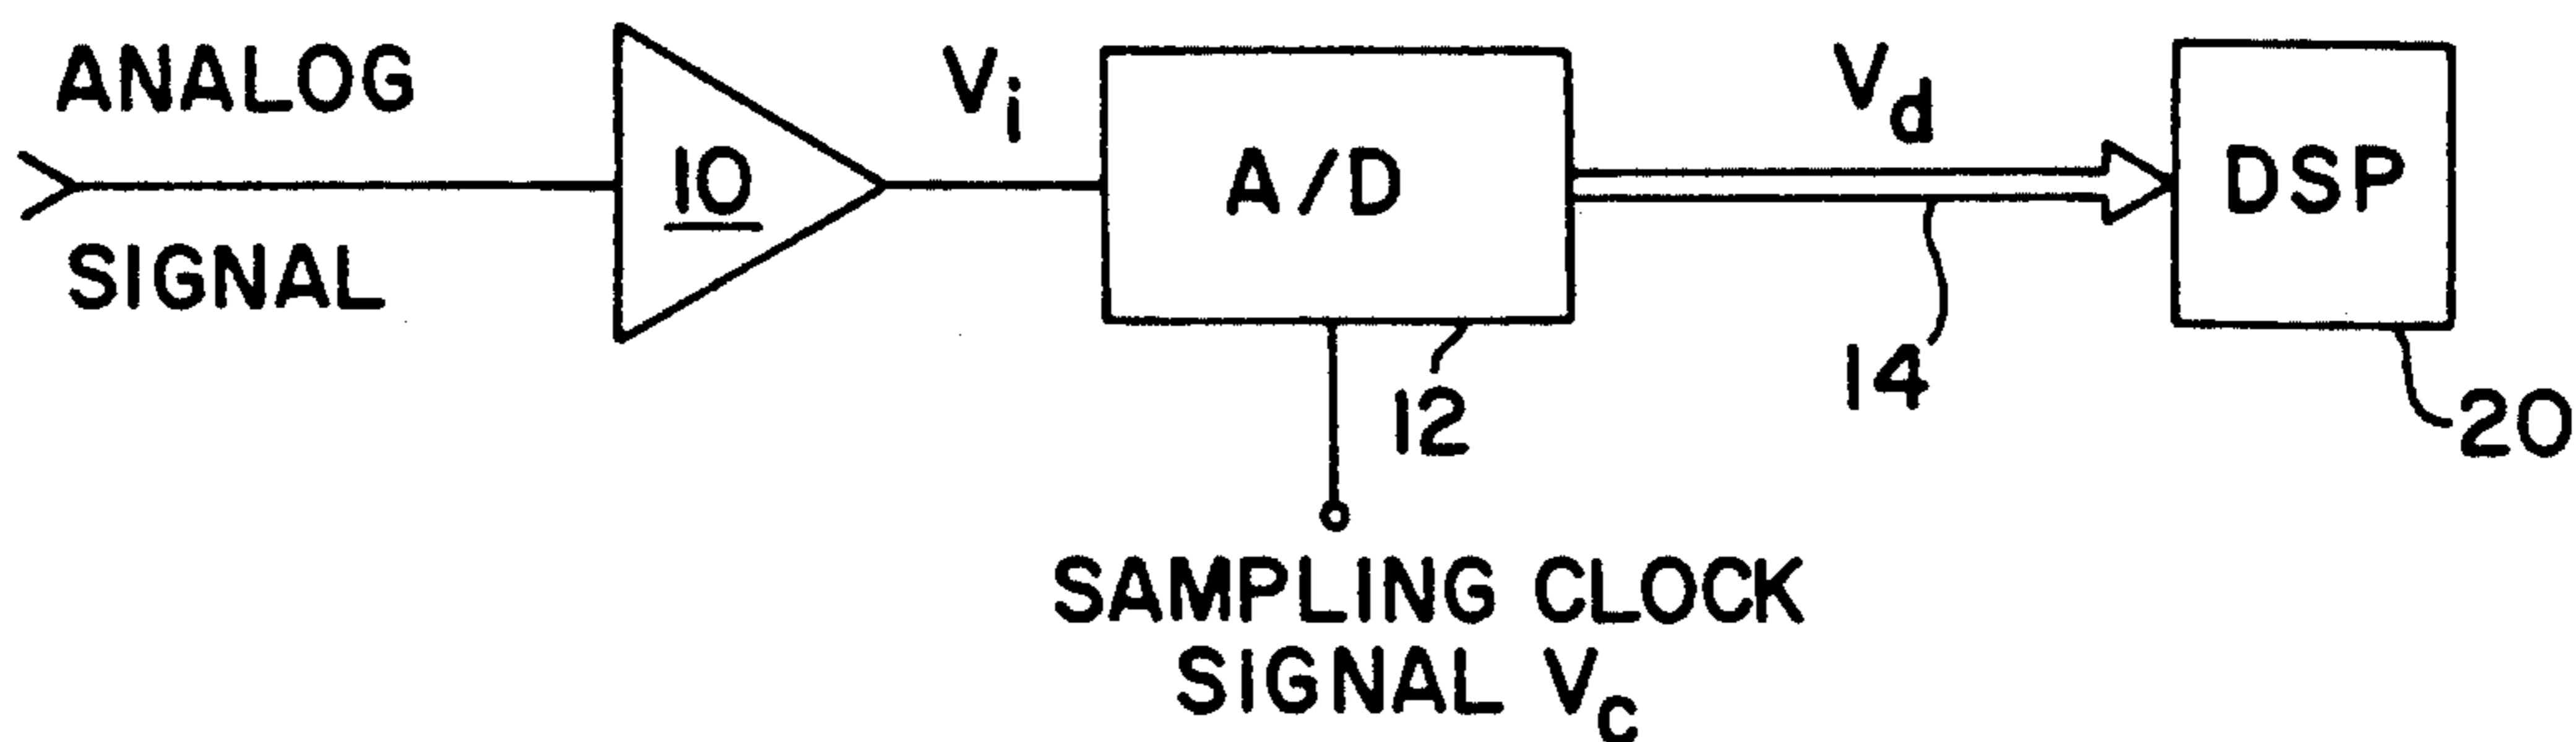 ANALOG
SIGNAL
10
Vi
A/D
12
Vd
14
DSP
20
SAMPLING CLOCK
SIGNAL Vc